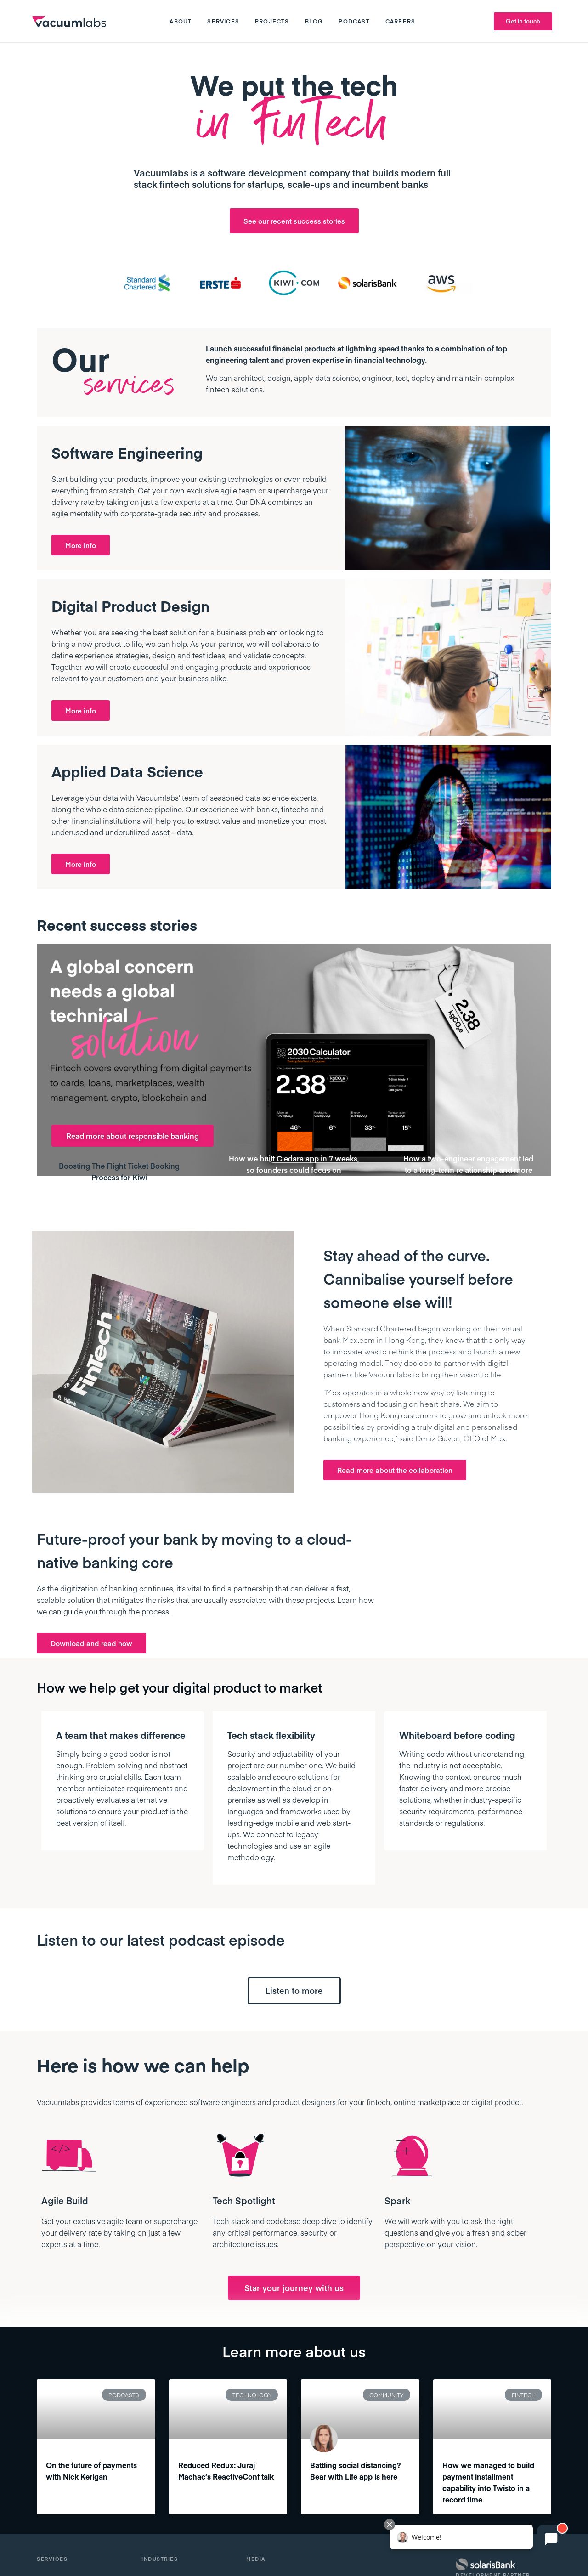 vacuumlabs
ABOUT
SERVICES
PROJECTS
BLOG
PODCAST
CAREERS
Get in touch
We put the tech
in FinTech
Vacuumlabs is a software development company that builds modern full
stack fintech solutions for startups, scale-ups and incumbent banks
See our recent success stories
Standard
Chartered
ERSTE
KIWI.COM
solarisBank
aws
Our
services
Launch successful financial products at lightning speed thanks to a combination of top
engineering talent and proven expertise in financial technology.
We can architect, design, apply data science, engineer, test, deploy and maintain complex
fintech solutions.
Software Engineering
Start building your products, improve your existing technologies or even rebuild
everything from scratch. Get your own exclusive agile team or supercharge your
delivery rate by taking on just a few experts at a time. Our DNA combines an
agile mentality with corporate-grade security and processes.
More info
Digital Product Design
Whether you are seeking the best solution for a business problem or looking to
bring a new product to life, we can help. As your partner, we will collaborate to
define experience strategies, design and test ideas, and validate concepts.
Together we will create successful and engaging products and experiences
relevant to your customers and your business alike.
More info
Applied Data Science
Leverage your data with Vacuumlabs' team of seasoned data science experts,
along the whole data science pipeline. Our experience with banks, fintechs and
other financial institutions will help you to extract value and monetize your most
underused and underutilized asset – data.
More info
Recent success stories
A global concern
needs a global
technical
solution
Fintech covers everything from digital payments
to cards, loans, marketplaces, wealth
management, crypto, blockchain and
Read more about responsible banking
2030 Calculator
2.38
kgCO₂e
46%
6%
33%
15%
2.38
kgCO₂e
Boosting The Flight Ticket Booking
Process for Kiwi
How we built Cledara app in 7 weeks,
so founders could focus on
How a two-engineer engagement led
to a long-term relationship and more
FinTech
Stay ahead of the curve.
Cannibalise yourself before
someone else will!
When Standard Chartered begun working on their virtual
bank Mox.com in Hong Kong, they knew that the only way
to innovate was to rethink the process and launch a new
operating model. They decided to partner with digital
partners like Vacuumlabs to bring their vision to life.
"Mox operates in a whole new way by listening to
customers and focusing on heart share. We aim to
empower Hong Kong customers to grow and unlock more
possibilities by providing a truly digital and personalised
banking experience," said Deniz Güven, CEO of Mox.
Read more about the collaboration
Future-proof your bank by moving to a cloud-
native banking core
As the digitization of banking continues, it's vital to find a partnership that can deliver a fast,
scalable solution that mitigates the risks that are usually associated with these projects. Learn how
we can guide you through the process.
Download and read now
How we help get your digital product to market
A team that makes difference
Simply being a good coder is not
enough. Problem solving and abstract
thinking are crucial skills. Each team
member anticipates requirements and
proactively evaluates alternative
solutions to ensure your product is the
best version of itself.
Tech stack flexibility
Security and adjustability of your
project are our number one. We build
scalable and secure solutions for
deployment in the cloud or on-
premise as well as develop in
languages and frameworks used by
leading-edge mobile and web start-
ups. We connect to legacy
technologies and use an agile
methodology.
Whiteboard before coding
Writing code without understanding
the industry is not acceptable.
Knowing the context ensures much
faster delivery and more precise
solutions, whether industry-specific
security requirements, performance
standards or regulations.
Listen to our latest podcast episode
Listen to more
Here is how we can help
Vacuumlabs provides teams of experienced software engineers and product designers for your fintech, online marketplace or digital product.
Agile Build
Get your exclusive agile team or supercharge
your delivery rate by taking on just a few
experts at a time.
Tech Spotlight
Tech stack and codebase deep dive to identify
any critical performance, security or
architecture issues.
Spark
We will work with you to ask the right
questions and give you a fresh and sober
perspective on your vision.
Star your journey with us
Learn more about us
PODCASTS
On the future of payments
with Nick Kerigan
TECHNOLOGY
Reduced Redux: Juraj
Machac's ReactiveConf talk
COMMUNITY
Battling social distancing?
Bear with Life app is here
FINTECH
How we managed to build
payment installment
capability into Twisto in a
record time
Welcome!
SERVICES
INDUSTRIES
MEDIA
solarisBank
DEVELOPMENT PARTNER